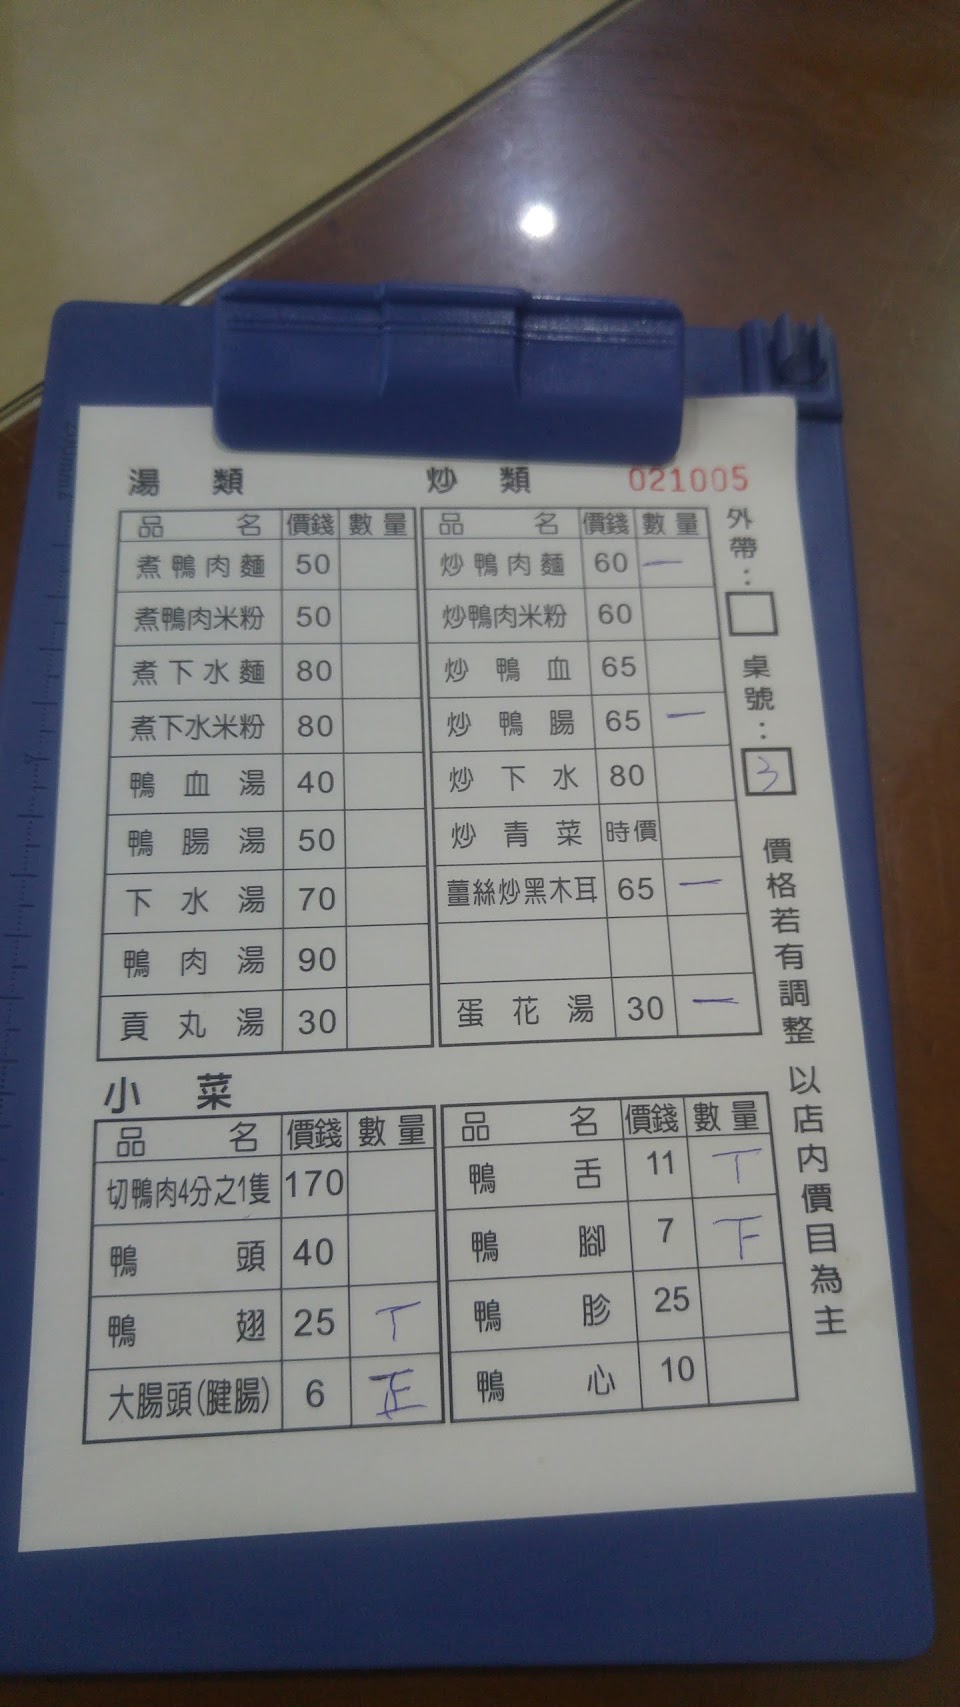 湯 類
品 名 價錢 數量
煮鴨肉麵 50
煮鴨肉米粉 50
煮下水麵 80
煮下水米粉 80
鴨血湯 40
鴨腸湯 50
下水湯 70
鴨肉湯 90
貢丸湯 30
炒 類
021005
品 名 價錢 數量
炒鴨肉麵 60 一
炒鴨肉米粉 60
炒鴨血 65
炒鴨腸 65 一
炒下水 80
炒青菜 時價
薑絲炒黑木耳 65 一
蛋花湯 30 一
外帶：
桌號：3
價格若有調整 以店內價目為主
小 菜
品 名 價錢 數量
切鴨肉4分之1隻 170
鴨頭 40
鴨翅 25 丅
大腸頭(腱腸) 6 正
品 名 價錢 數量
鴨舌 11 丅
鴨腳 7 下
鴨胗 25
鴨心 10